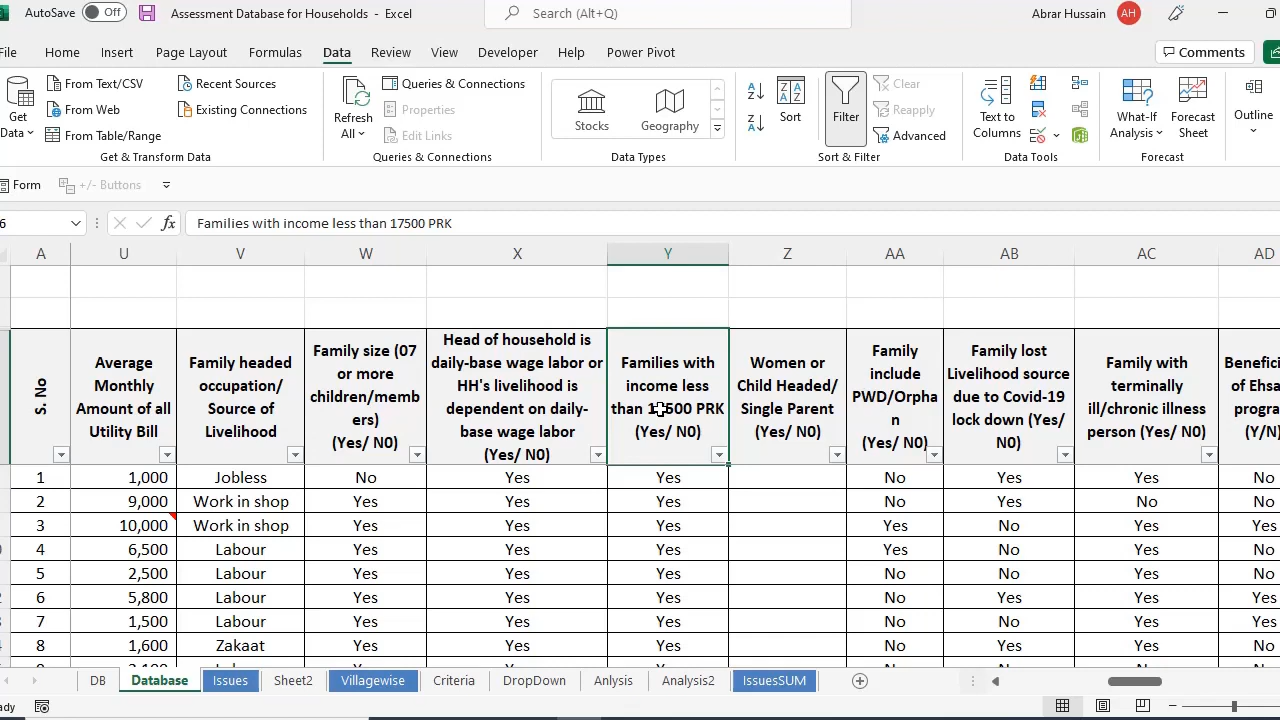 AutoSave Off Assessment Database for Households - Excel Search (Alt+Q) Abrar Hussain AH
File Home Insert Page Layout Formulas Data Review View Developer Help Power Pivot Comments
From Text/CSV
From Web
From Table/Range
Recent Sources
Existing Connections
Get
Data
Get & Transform Data
Refresh
All
Queries & Connections
Properties
Edit Links
Queries & Connections
Stocks Geography
Data Types
Sort
Filter
Clear
Reapply
Advanced
Sort & Filter
Text to
Columns
Data Tools
What-If
Analysis
Forecast
Sheet
Forecast
Outline
Form +/- Buttons
6 fx Families with income less than 17500 PRK
A U V W X Y Z AA AB AC AD
S. No
Average
Monthly
Amount of all
Utility Bill
Family headed
occupation/
Source of
Livelihood
Family size (07
or more
children/memb
ers)
(Yes/ N0)
Head of household is
daily-base wage labor or
HH's livelihood is
dependent on daily-
base wage labor
(Yes/ N0)
Families with
income less
than 17500 PRK
(Yes/ N0)
Women or
Child Headed/
Single Parent
(Yes/ N0)
Family
include
PWD/Orpha
n
(Yes/ N0)
Family lost
Livelihood source
due to Covid-19
lock down (Yes/
N0)
Family with
terminally
ill/chronic illness
person (Yes/ N0)
Benefici
of Ehsa
progra
(Y/N)
1 1,000 Jobless No Yes Yes No Yes Yes No
2 9,000 Work in shop Yes Yes Yes No Yes No No
3 10,000 Work in shop Yes Yes Yes Yes No Yes Yes
4 6,500 Labour Yes Yes Yes Yes No Yes No
5 2,500 Labour Yes Yes Yes No No Yes No
6 5,800 Labour Yes Yes Yes No Yes Yes Yes
7 1,500 Labour Yes Yes Yes No No Yes Yes
8 1,600 Zakaat Yes Yes Yes No Yes Yes No
DB Database Issues Sheet2 Villagewise Criteria DropDown Anlysis Analysis2 IssuesSUM
ady